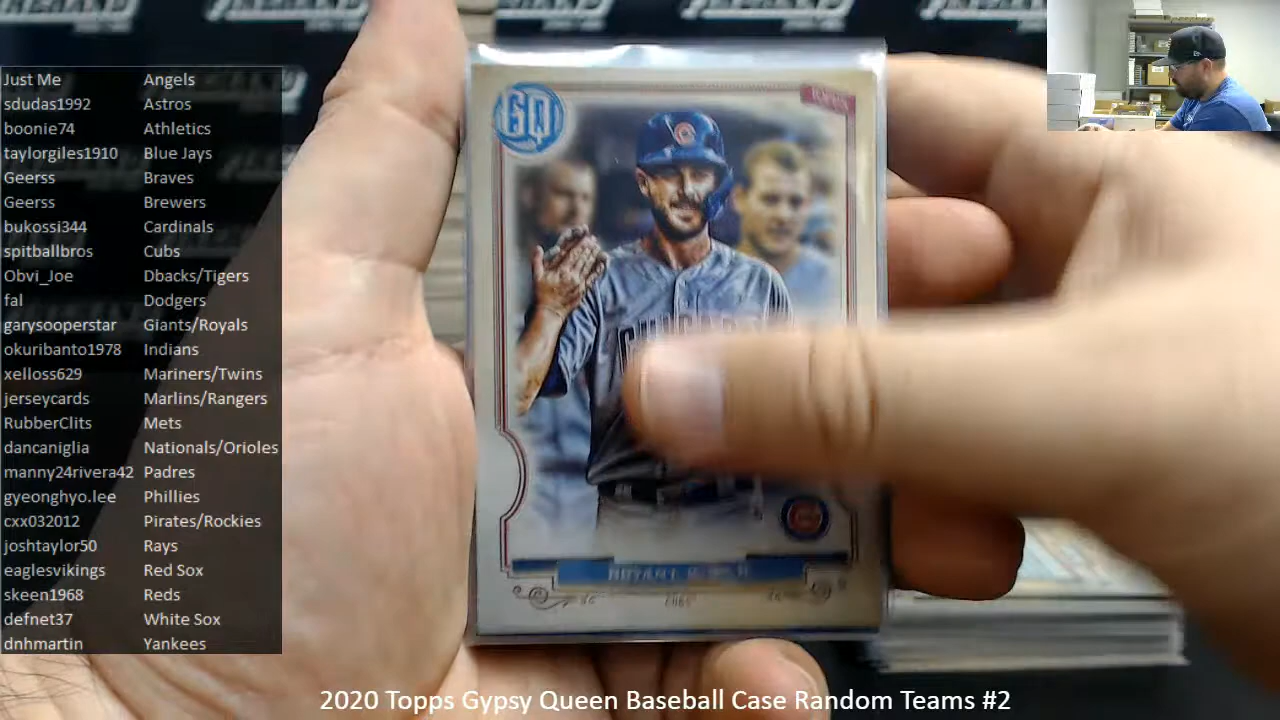 Just Me Angels
sdudas1992 Astros
boonie74 Athletics
taylorgiles1910 Blue Jays
Geerss Braves
Geerss Brewers
bukossi344 Cardinals
spitballbros Cubs
Obvi_Joe Dbacks/Tigers
fal Dodgers
garysooperstar Giants/Royals
okuribanto1978 Indians
xelloss629 Mariners/Twins
jerseycards Marlins/Rangers
RubberClits Mets
dancaniglia Nationals/Orioles
manny24rivera42 Padres
gyeonghyo.lee Phillies
cxx032012 Pirates/Rockies
joshtaylor50 Rays
eaglesvikings Red Sox
skeen1968 Reds
defnet37 White Sox
dnhmartin Yankees
GQ
TOPPS
2020 Topps Gypsy Queen Baseball Case Random Teams #2